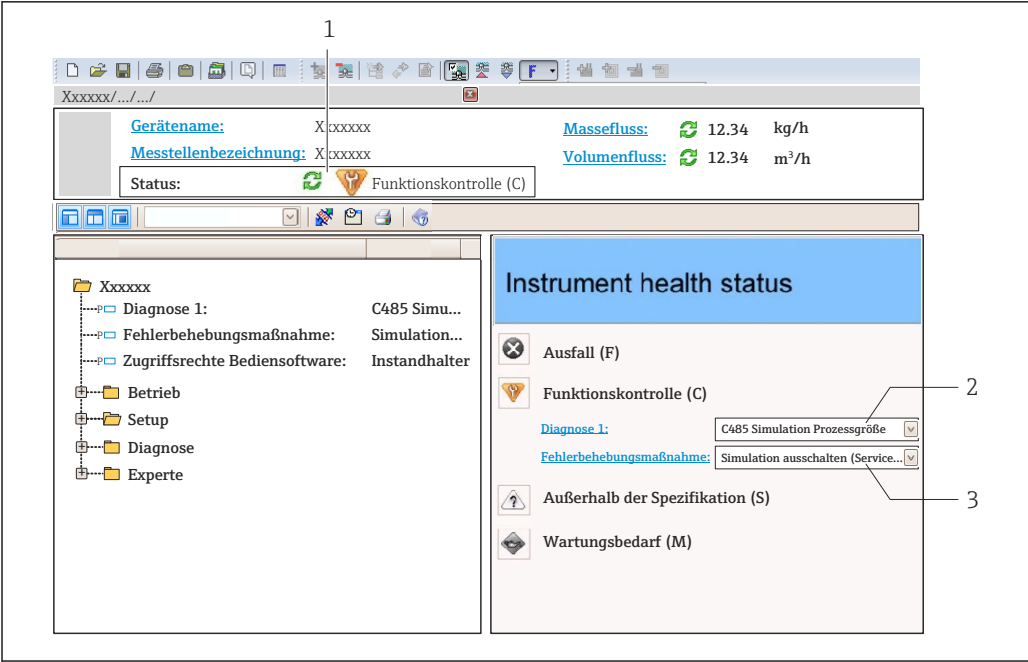 1
F
Xxxxxx/.../.../
Gerätename: Xxxxxxx
Massefluss: 12.34 kg/h
Messstellenbezeichnung: Xxxxxxx
Volumenfluss: 12.34 m³/h
Status: Funktionskontrolle (C)
Xxxxxx
Diagnose 1: C485 Simu...
Fehlerbehebungsmaßnahme: Simulation...
Zugriffsrechte Bediensoftware: Instandhalter
Betrieb
Setup
Diagnose
Experte
Instrument health status
Ausfall (F)
Funktionskontrolle (C)
2
Diagnose 1: C485 Simulation Prozessgröße
Fehlerbehebungsmaßnahme: Simulation ausschalten (Service...
3
Außerhalb der Spezifikation (S)
Wartungsbedarf (M)